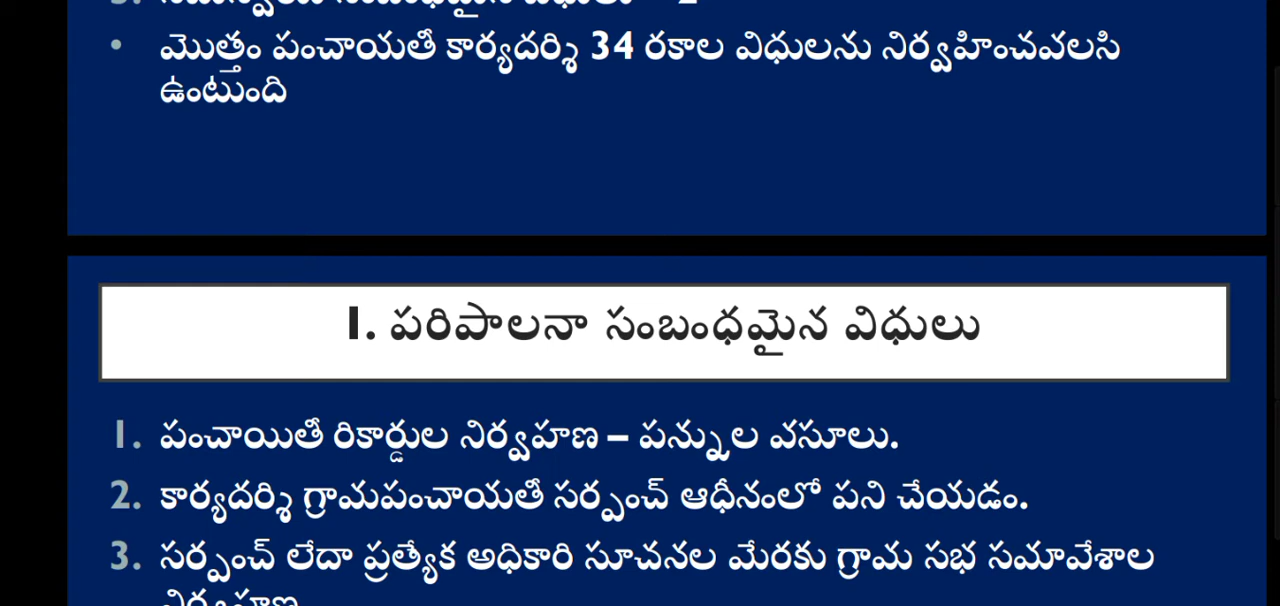 • మొత్తం పంచాయతీ కార్యదర్శి 34 రకాల విధులను నిర్వహించవలసి
ఉంటుంది
I. పరిపాలనా సంబంధమైన విధులు
1. పంచాయితీ రికార్డుల నిర్వహణ – పన్నుల వసూలు.
2. కార్యదర్శి గ్రామపంచాయతీ సర్పంచ్ ఆధీనంలో పని చేయడం.
3. సర్పంచ్ లేదా ప్రత్యేక అధికారి సూచనల మేరకు గ్రామ సభ సమావేశాల